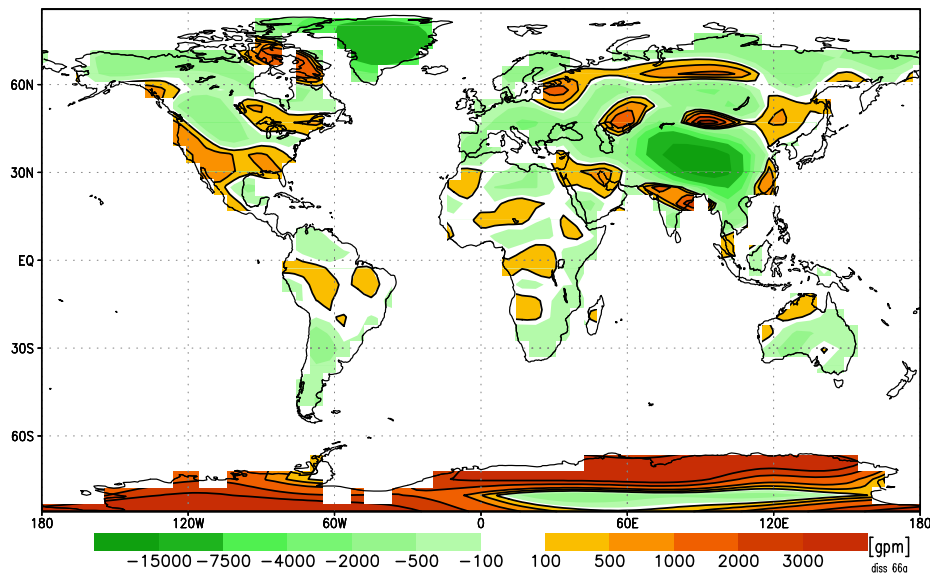 60N
30N
EQ
30S
60S
180 120W 60W 0 60E 120E 180
−15000 −7500 −4000 −2000 −500 −100 100 500 1000 2000 3000 [gpm]
diss 66a